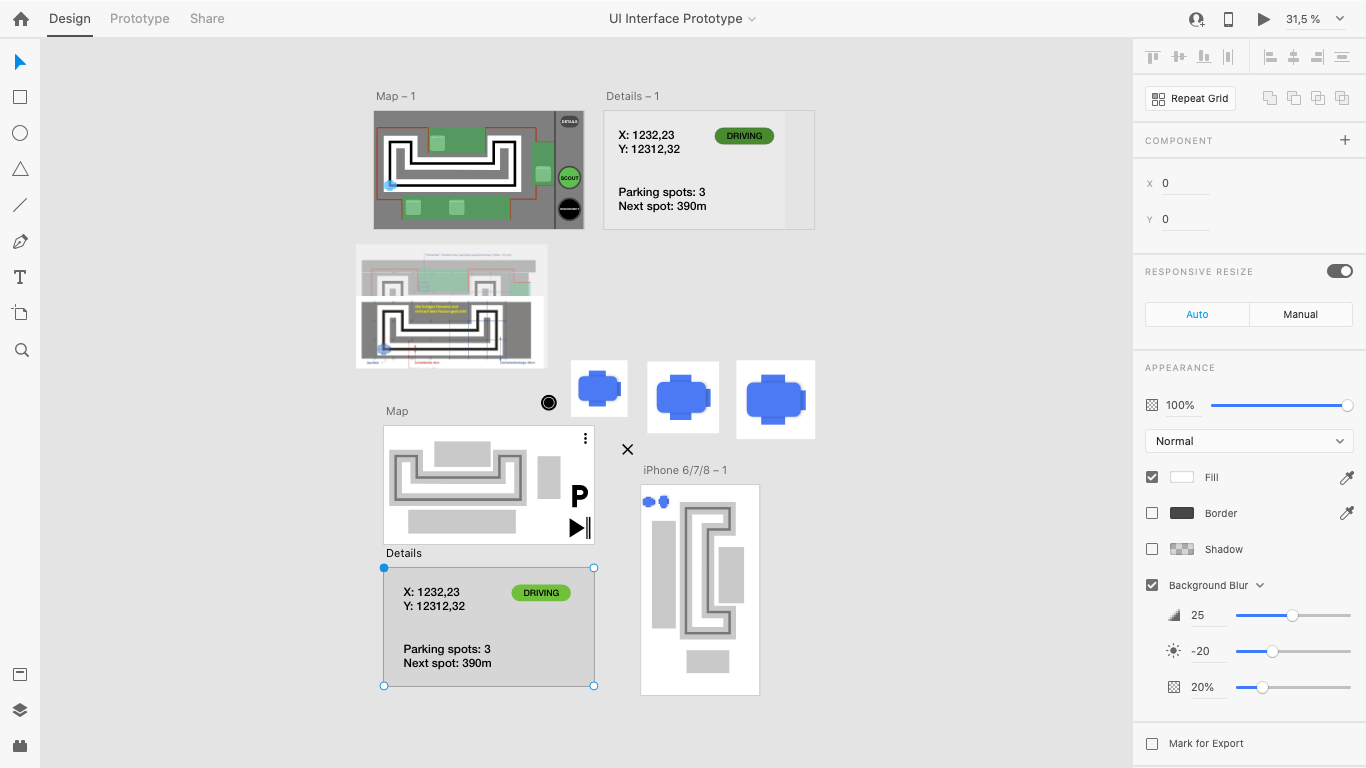 Design Prototype Share
UI Interface Prototype
31,5 %
Map – 1
Details – 1
DETAILS
SCOUT
X: 1232,23
Y: 12312,32
DRIVING
Parking spots: 3
Next spot: 390m
Map
P
iPhone 6/7/8 – 1
Details
X: 1232,23
Y: 12312,32
DRIVING
Parking spots: 3
Next spot: 390m
Repeat Grid
COMPONENT
X 0
Y 0
RESPONSIVE RESIZE
Auto Manual
APPEARANCE
100%
Normal
Fill
Border
Shadow
Background Blur
25
-20
20%
Mark for Export